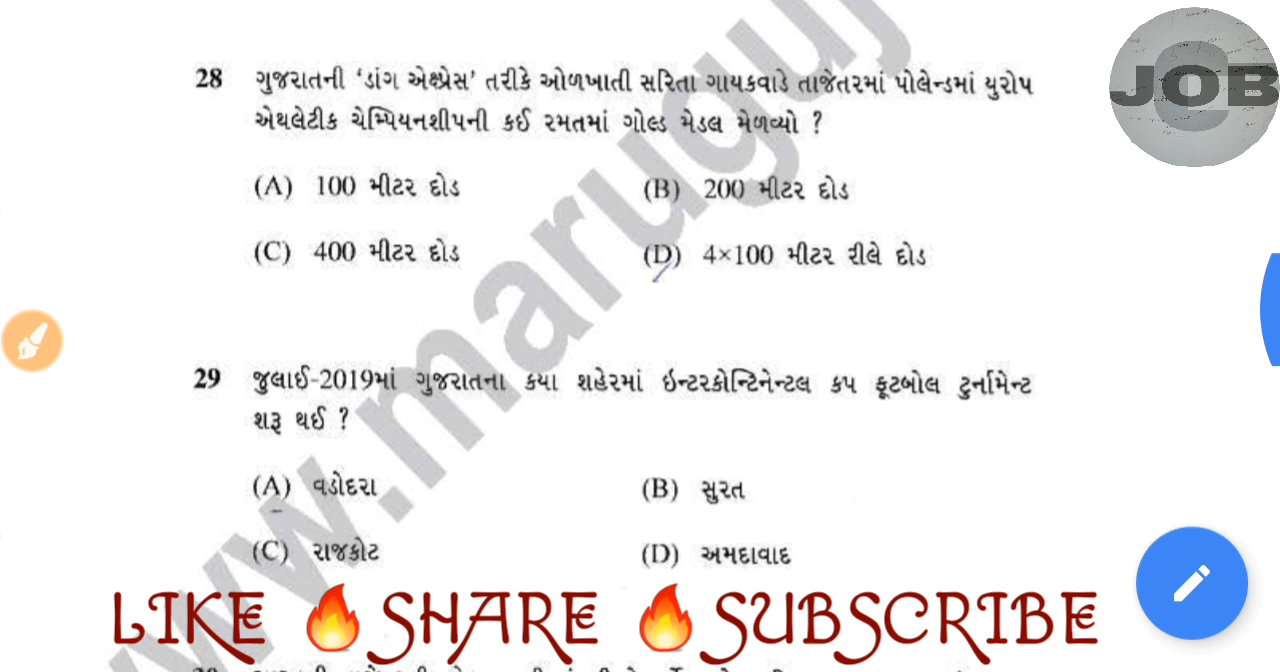 JOB
28 ગુજરાતની ‘ડાંગ એક્ષ્પ્રેસ’ તરીકે ઓળખાતી સરિતા ગાયકવાડે તાજેતરમાં પોલેન્ડમાં યુરોપ
એથલેટીક ચેમ્પિયનશીપની કઈ રમતમાં ગોલ્ડ મેડલ મેળવ્યો ?
(A) 100 મીટર દોડ (B) 200 મીટર દોડ
(C) 400 મીટર દોડ (D) 4×100 મીટર રીલે દોડ
29 જુલાઈ-2019માં ગુજરાતના કયા શહેરમાં ઇન્ટરકોન્ટિનેન્ટલ કપ ફૂટબોલ ટુર્નામેન્ટ
શરૂ થઈ ?
(A) વડોદરા (B) સુરત
(C) રાજકોટ (D) અમદાવાદ
LIKE 🔥 SHARE 🔥 SUBSCRIBE
www.maruguj